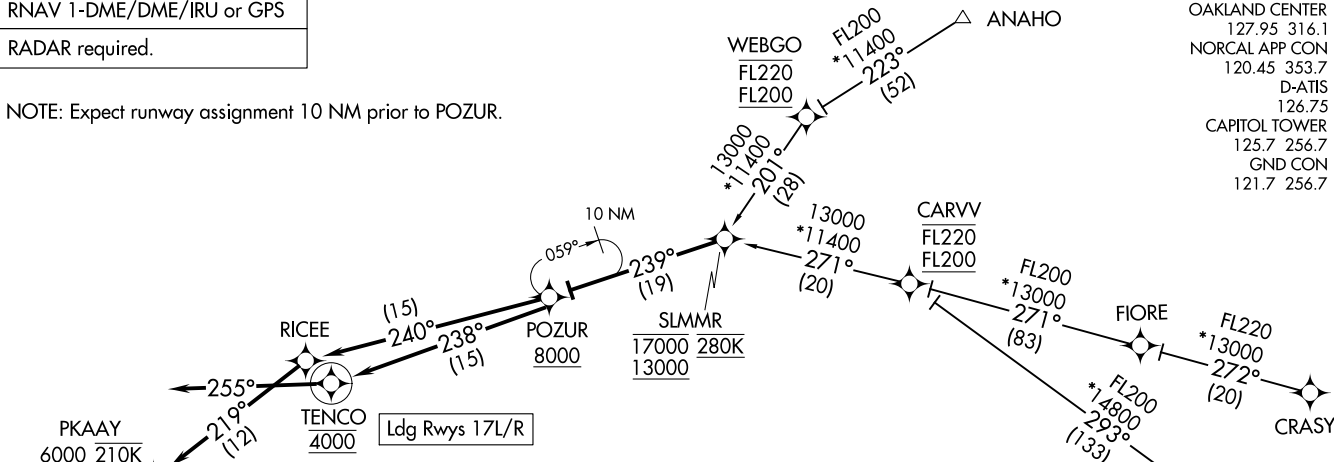 RNAV 1-DME/DME/IRU or GPS
RADAR required.
NOTE: Expect runway assignment 10 NM prior to POZUR.
OAKLAND CENTER
127.95 316.1
NORCAL APP CON
120.45 353.7
D-ATIS
126.75
CAPITOL TOWER
125.7 256.7
GND CON
121.7 256.7
ANAHO
FL200
*11400
223°
(52)
WEBGO
FL220
FL200
13000
*11400
201°
(28)
CARVV
FL220
FL200
13000
*11400
271°
(20)
FL200
*13000
271°
(83)
FIORE
FL220
*13000
272°
(20)
CRASY
FL200
*14800
293°
(133)
10 NM
059°
239°
(19)
SLMMR
17000 280K
13000
POZUR
8000
(15)
240°
238°
(15)
RICEE
255°
219°
(12)
TENCO
4000
Ldg Rwys 17L/R
PKAAY
6000 210K